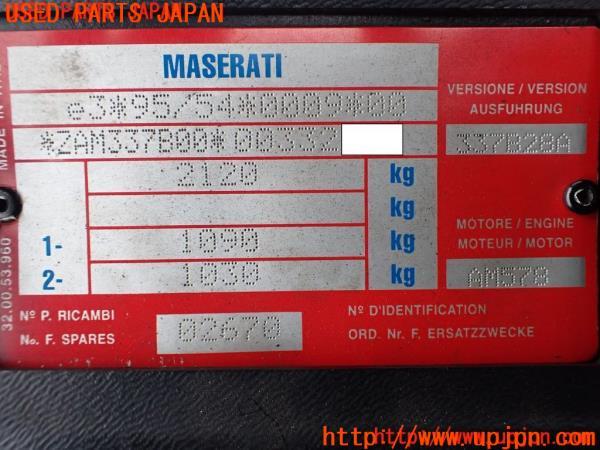 USED PARTS JAPAN
MADE IN ITALY
MASERATI
e3*95/54*0009*00
*ZAM337B00*00332
VERSIONE / VERSION
AUSFUHRUNG
337B28A
2120 kg
kg
1- 1090 kg
2- 1030 kg
MOTORE / ENGINE
MOTEUR / MOTOR
AM578
32.00.53.960
Nº P. RICAMBI
No. F. SPARES
02670
Nº D'IDENTIFICATION
ORD. Nr. F. ERSATZZWECKE
http://www.upjpn.com